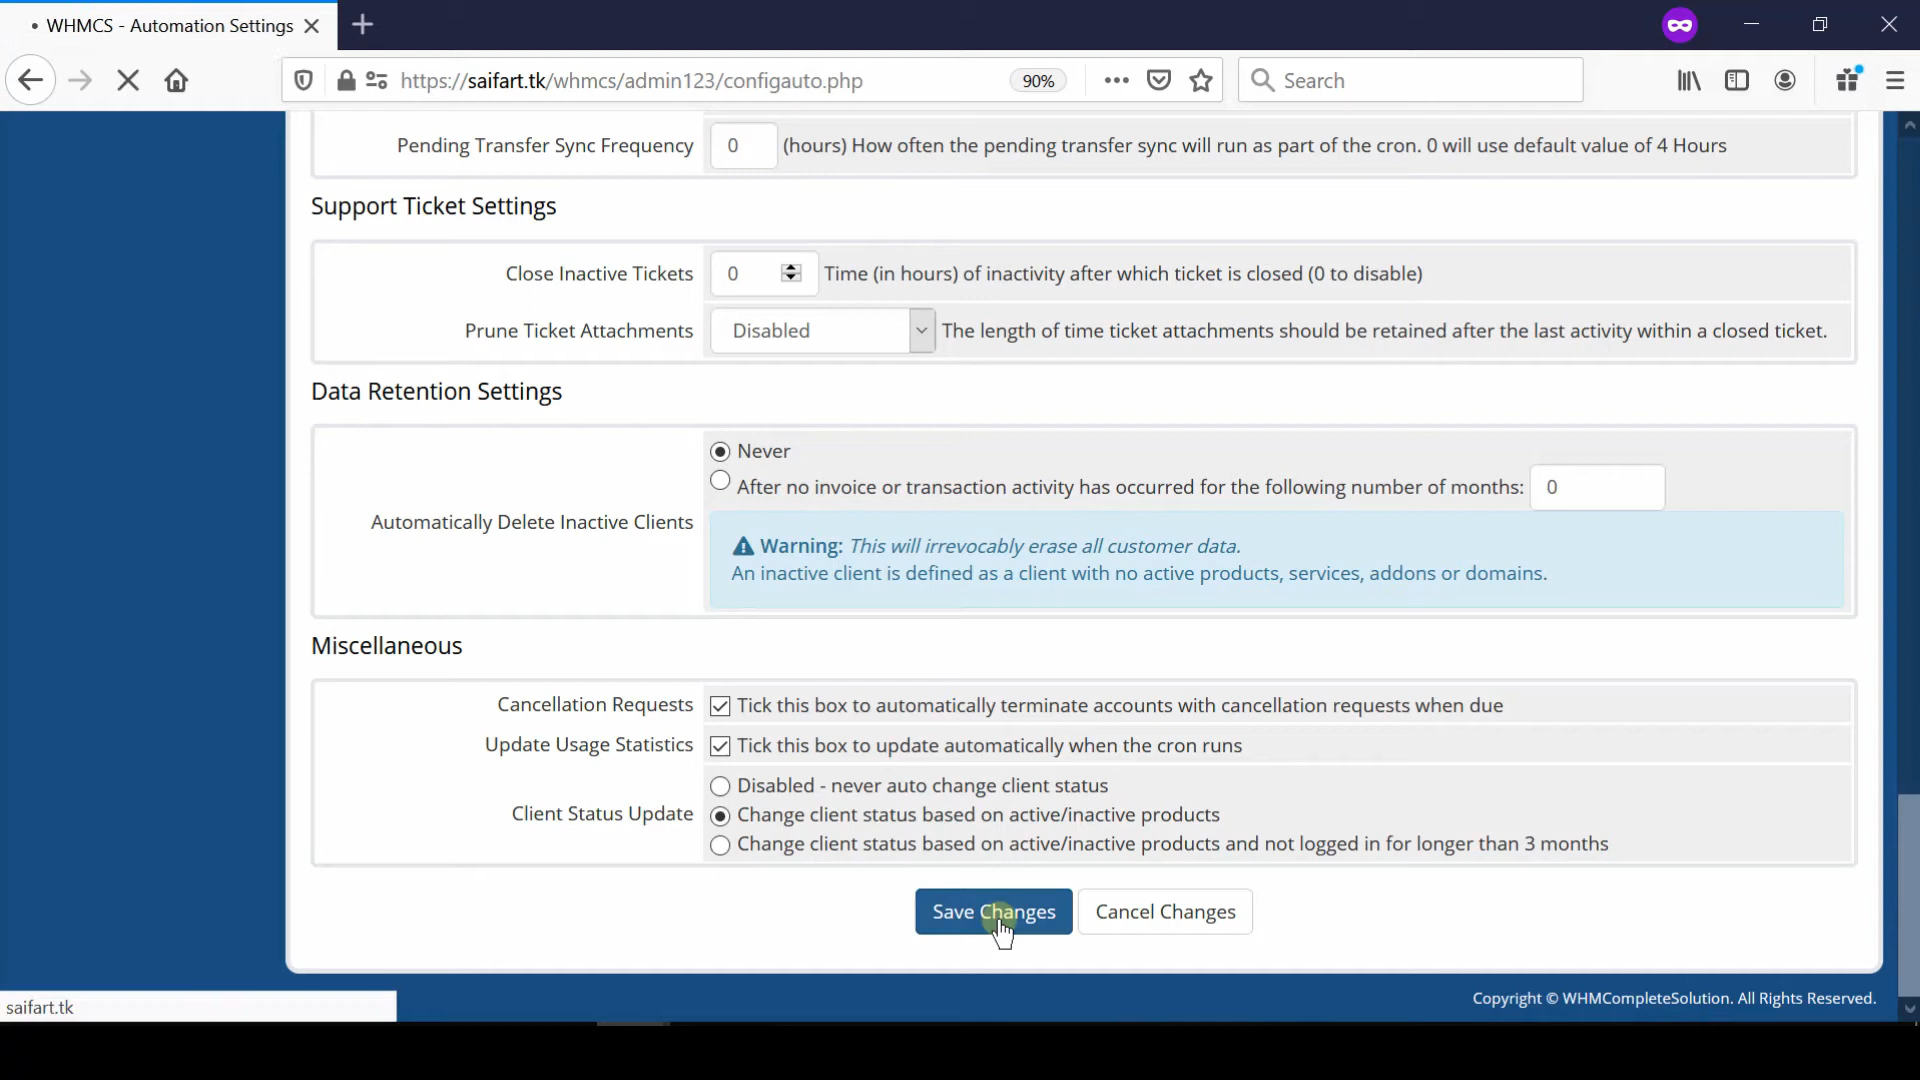 WHMCS - Automation Settings
https://saifart.tk/whmcs/admin123/configauto.php
90%
Search
Pending Transfer Sync Frequency 0 (hours) How often the pending transfer sync will run as part of the cron. 0 will use default value of 4 Hours
Support Ticket Settings
Close Inactive Tickets 0 Time (in hours) of inactivity after which ticket is closed (0 to disable)
Prune Ticket Attachments Disabled The length of time ticket attachments should be retained after the last activity within a closed ticket.
Data Retention Settings
Never
After no invoice or transaction activity has occurred for the following number of months: 0
Automatically Delete Inactive Clients
Warning: This will irrevocably erase all customer data.
An inactive client is defined as a client with no active products, services, addons or domains.
Miscellaneous
Cancellation Requests Tick this box to automatically terminate accounts with cancellation requests when due
Update Usage Statistics Tick this box to update automatically when the cron runs
Disabled - never auto change client status
Client Status Update Change client status based on active/inactive products
Change client status based on active/inactive products and not logged in for longer than 3 months
Save Changes Cancel Changes
Copyright © WHMCompleteSolution. All Rights Reserved.
saifart.tk